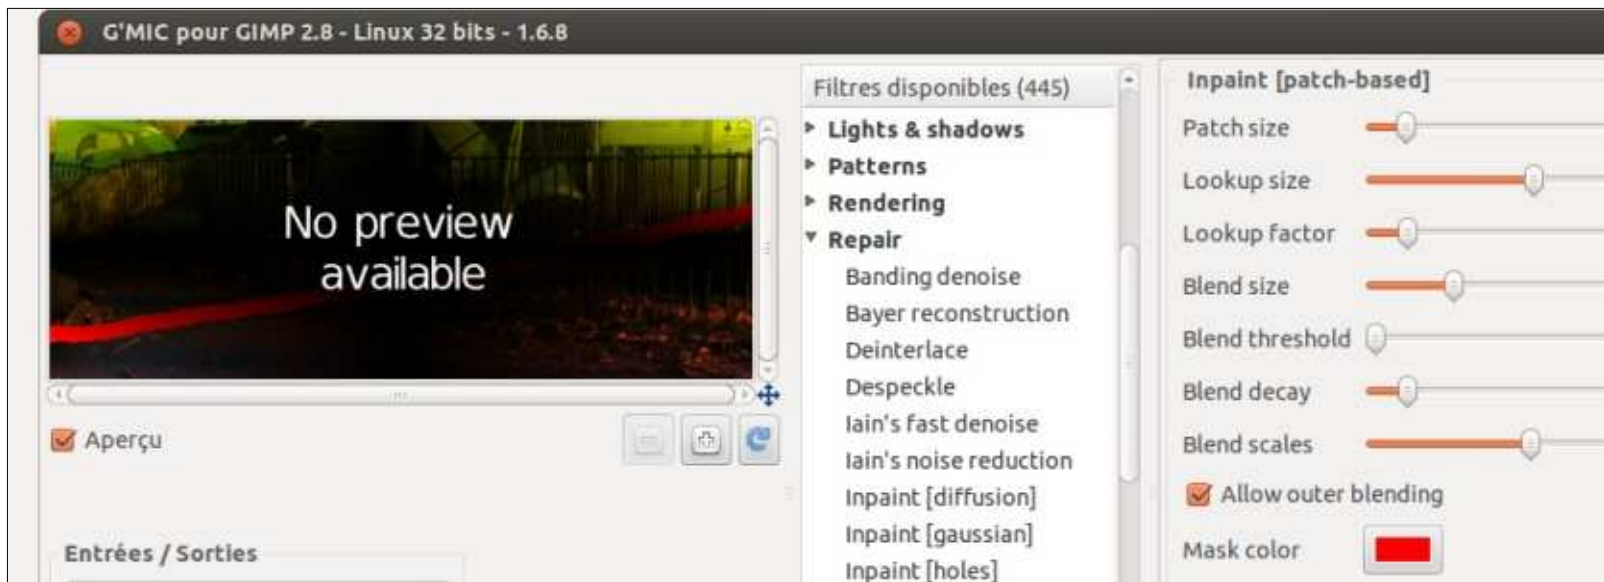 G'MIC pour GIMP 2.8 - Linux 32 bits - 1.6.8
No preview
available
Aperçu
Entrées / Sorties
Filtres disponibles (445)
Lights & shadows
Patterns
Rendering
Repair
Banding denoise
Bayer reconstruction
Deinterlace
Despeckle
Iain's fast denoise
Iain's noise reduction
Inpaint [diffusion]
Inpaint [gaussian]
Inpaint [holes]
Inpaint [patch-based]
Patch size
Lookup size
Lookup factor
Blend size
Blend threshold
Blend decay
Blend scales
Allow outer blending
Mask color